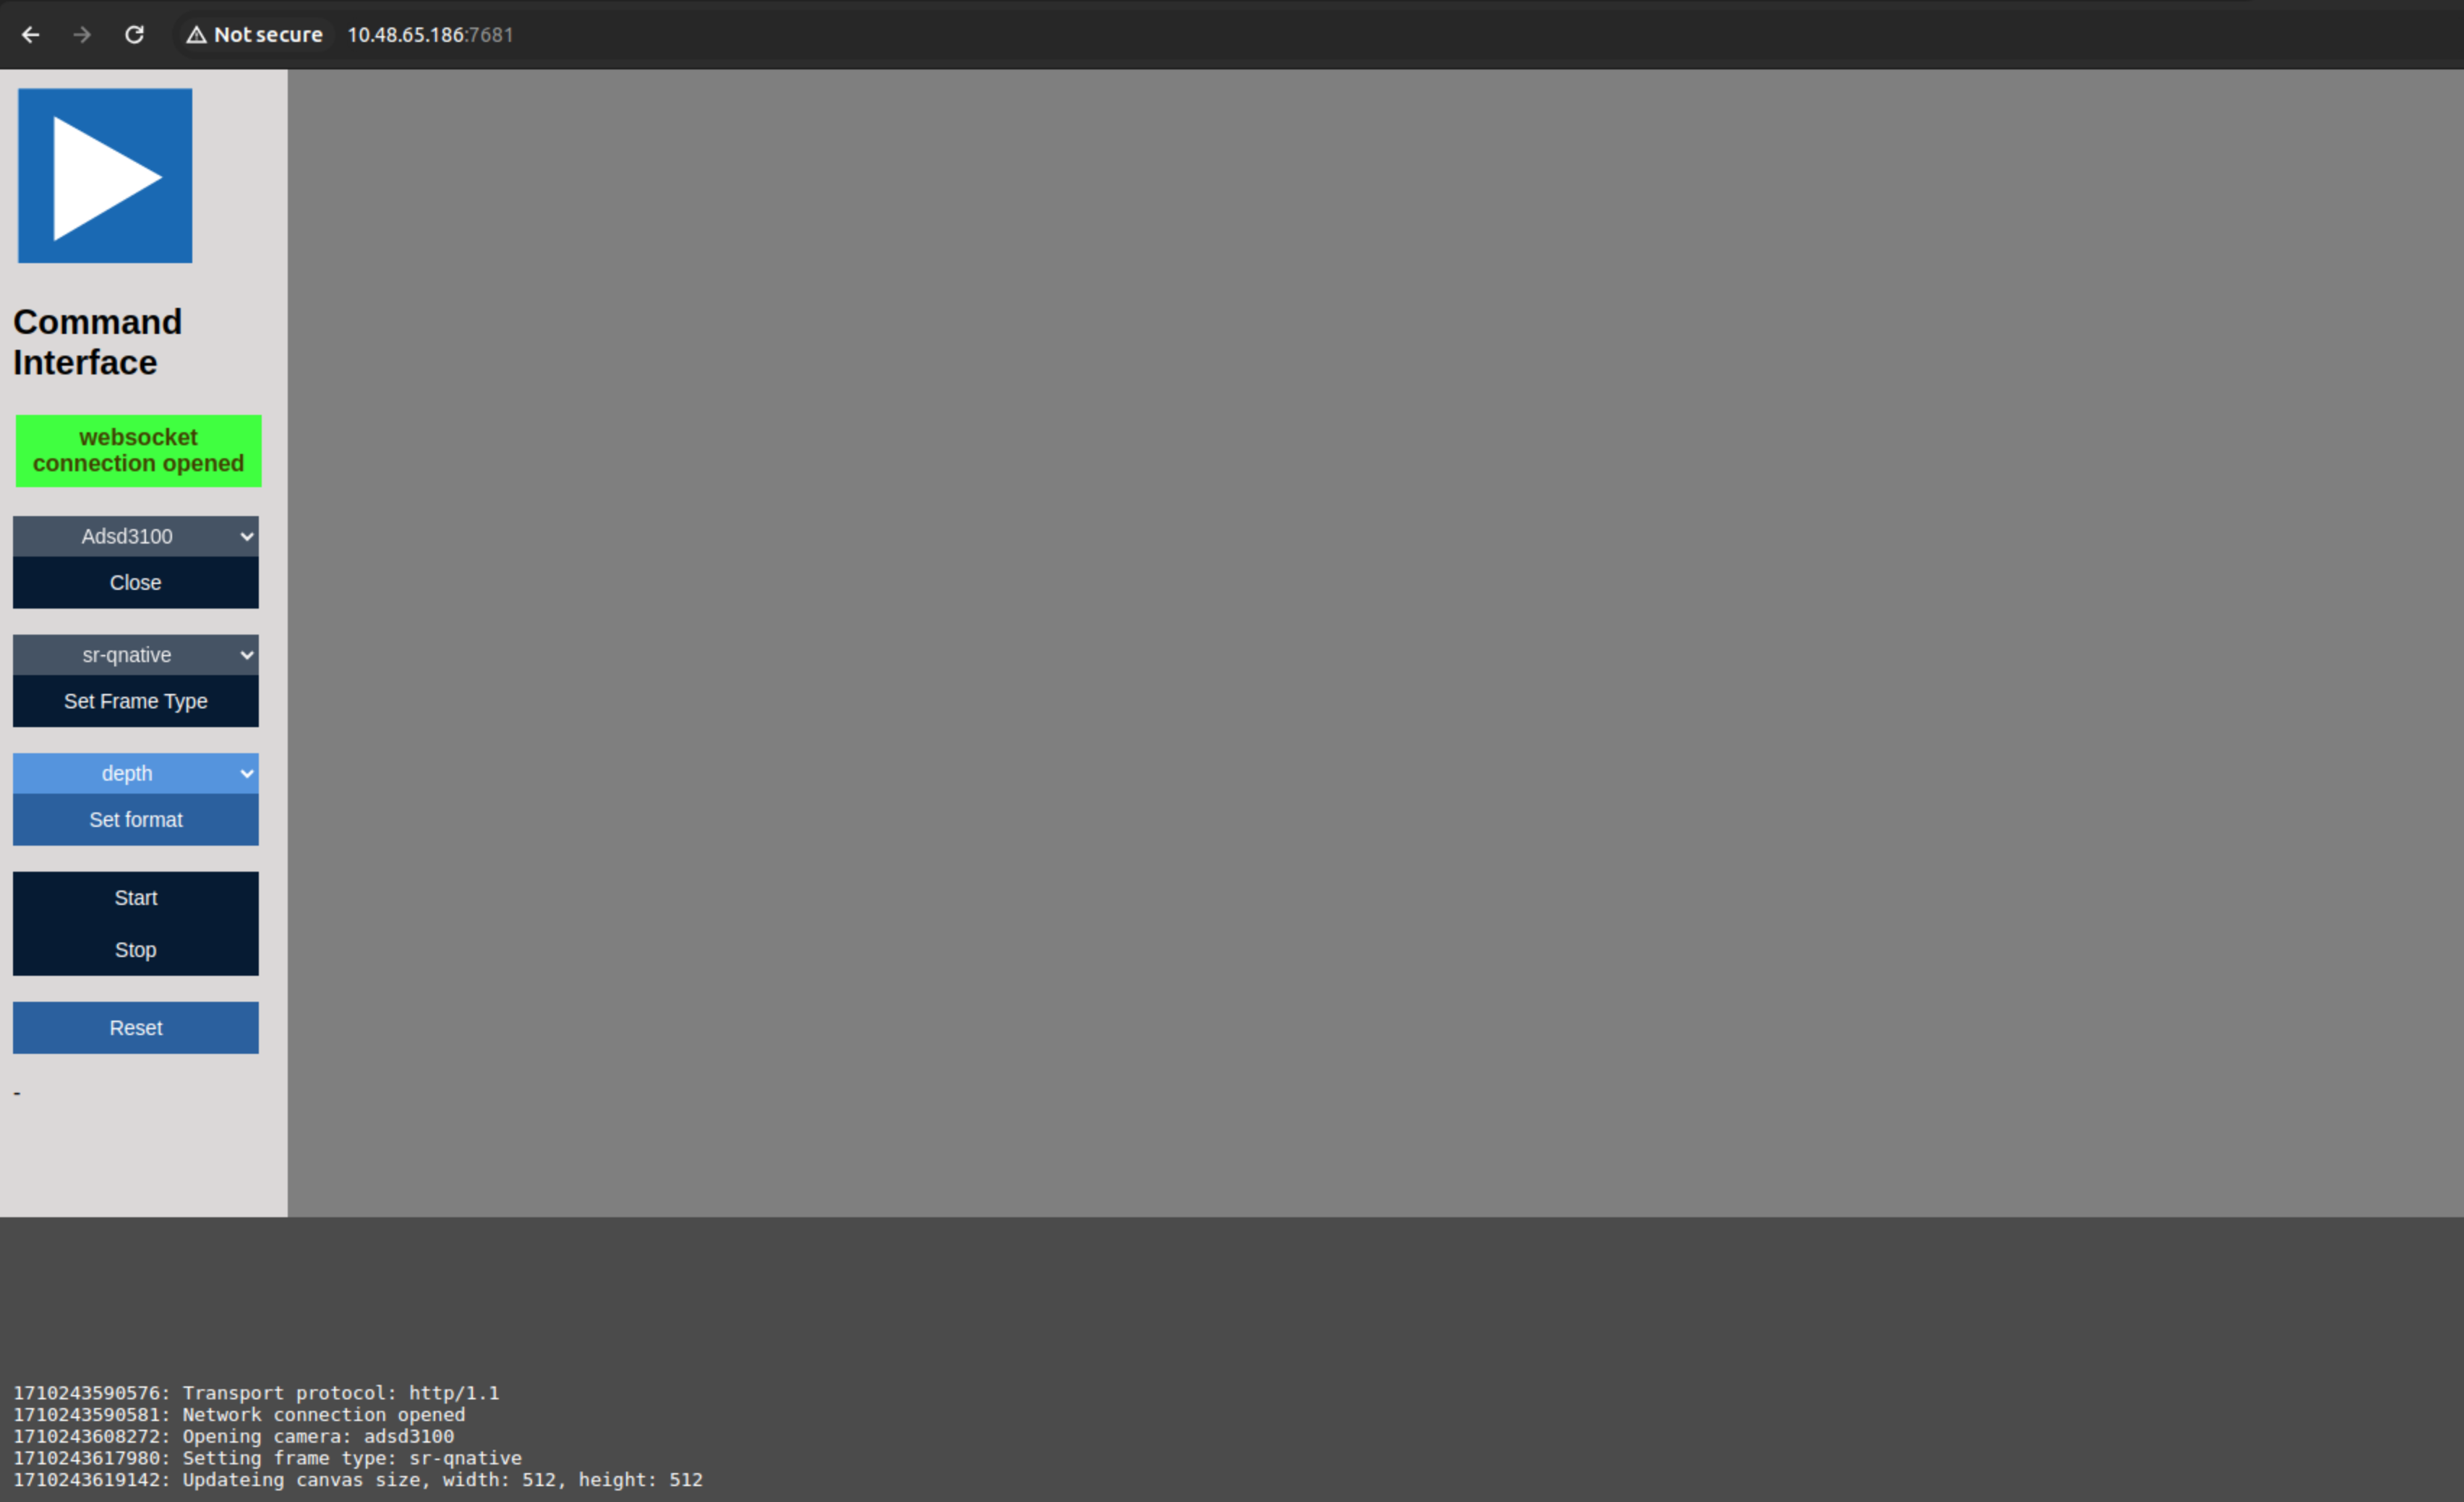 Not secure 10.48.65.186:7681
Command
Interface
websocket
connection opened
Adsd3100
Close
sr-qnative
Set Frame Type
depth
Set format
Start
Stop
Reset
-
1710243590576: Transport protocol: http/1.1
1710243590581: Network connection opened
1710243608272: Opening camera: adsd3100
1710243617980: Setting frame type: sr-qnative
1710243619142: Updateing canvas size, width: 512, height: 512